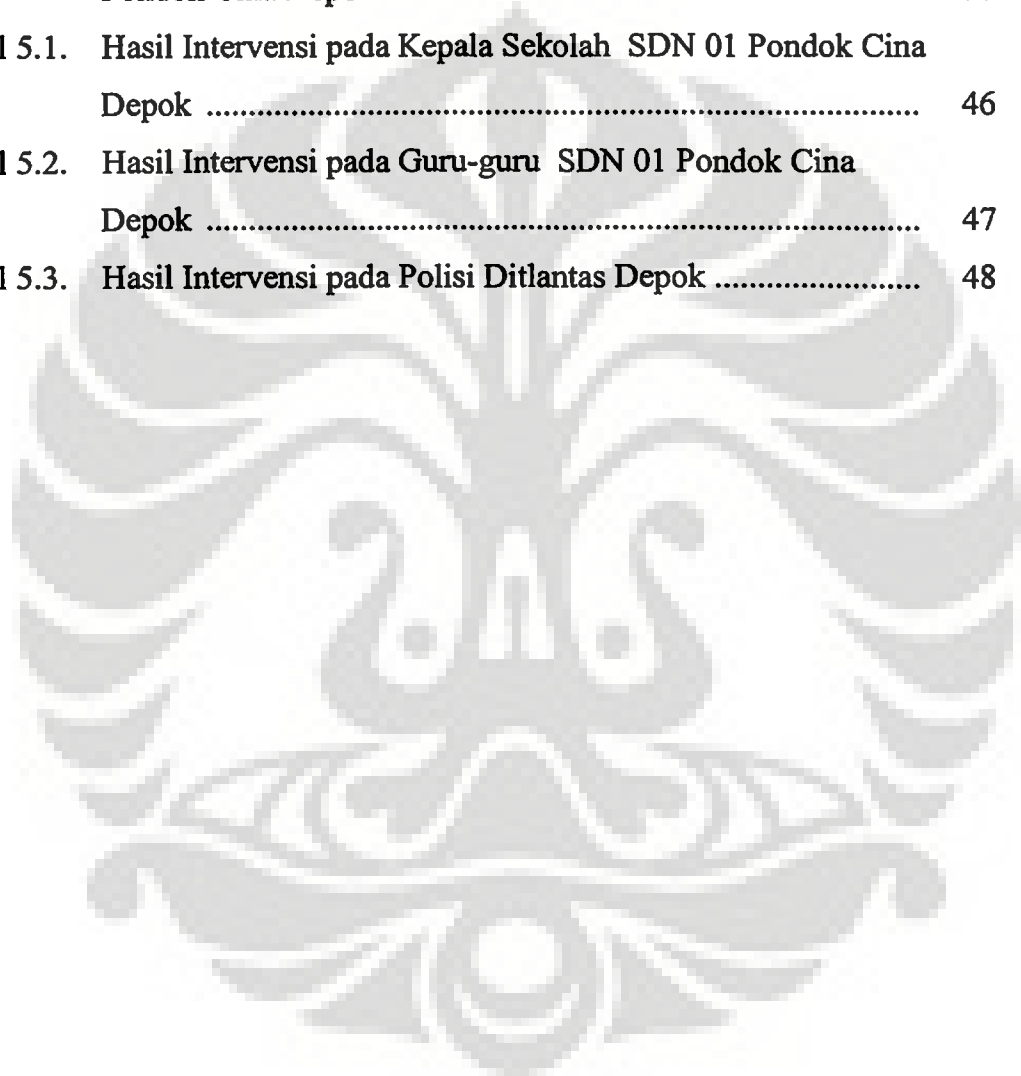 l 5.1. Hasil Intervensi pada Kepala Sekolah SDN 01 Pondok Cina
Depok ........................................................................ 46
l 5.2. Hasil Intervensi pada Guru-guru SDN 01 Pondok Cina
Depok ........................................................................ 47
l 5.3. Hasil Intervensi pada Polisi Ditlantas Depok ....................... 48